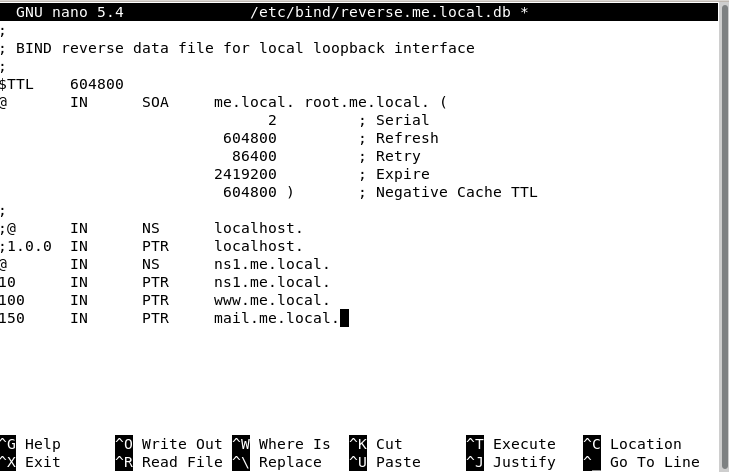 GNU nano 5.4 /etc/bind/reverse.me.local.db *
;
; BIND reverse data file for local loopback interface
;
$TTL 604800
@ IN SOA me.local. root.me.local. (
2 ; Serial
604800 ; Refresh
86400 ; Retry
2419200 ; Expire
604800 ) ; Negative Cache TTL
;
;@ IN NS localhost.
;1.0.0 IN PTR localhost.
@ IN NS ns1.me.local.
10 IN PTR ns1.me.local.
100 IN PTR www.me.local.
150 IN PTR mail.me.local.
^G Help ^O Write Out ^W Where Is ^K Cut ^T Execute ^C Location
^X Exit ^R Read File ^\ Replace ^U Paste ^J Justify ^_ Go To Line